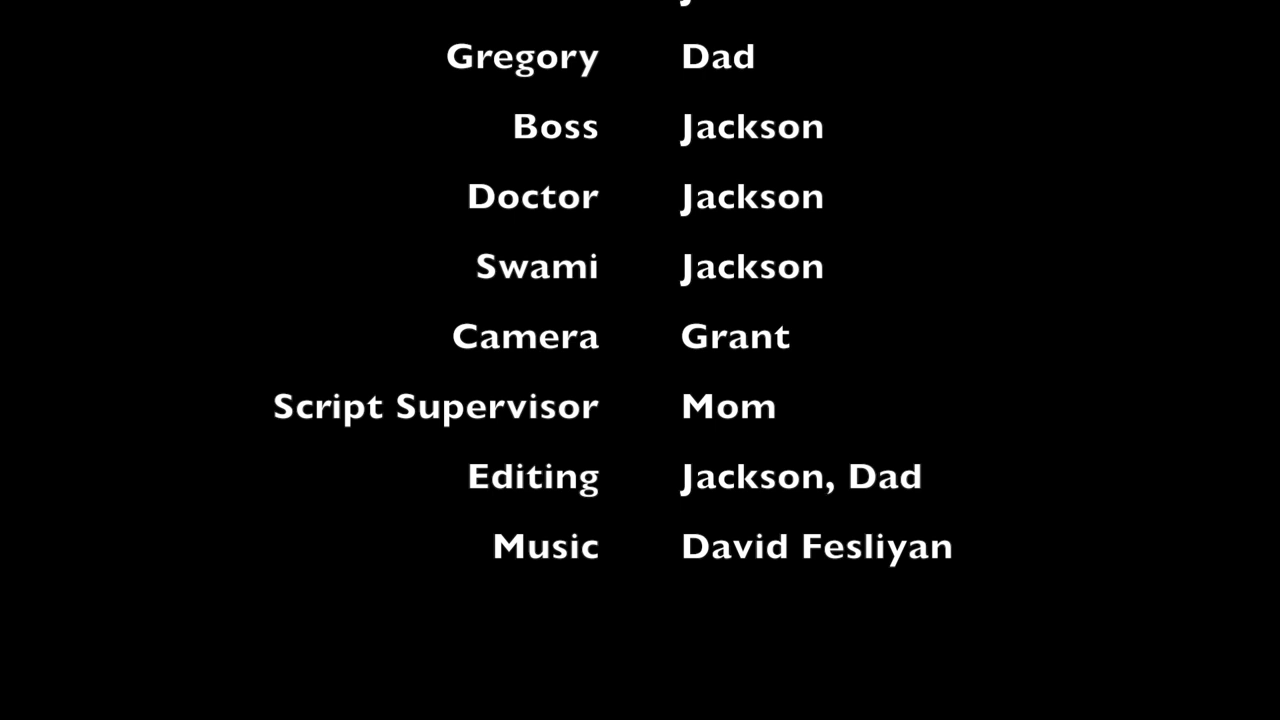 Gregory Dad
Boss Jackson
Doctor Jackson
Swami Jackson
Camera Grant
Script Supervisor Mom
Editing Jackson, Dad
Music David Fesliyan